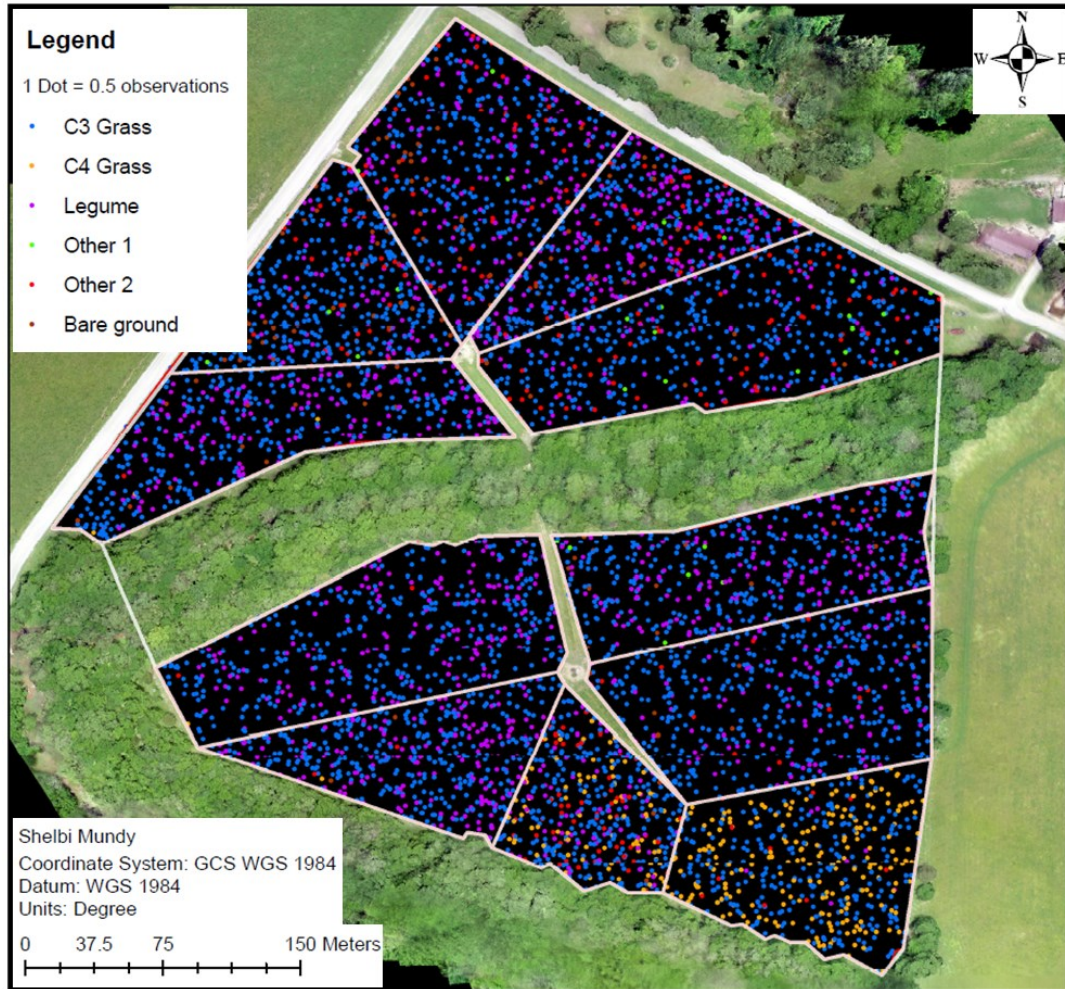 Legend
1 Dot = 0.5 observations
C3 Grass
C4 Grass
Legume
Other 1
Other 2
Bare ground
N
W E
S
Shelbi Mundy
Coordinate System: GCS WGS 1984
Datum: WGS 1984
Units: Degree
0 37.5 75 150 Meters